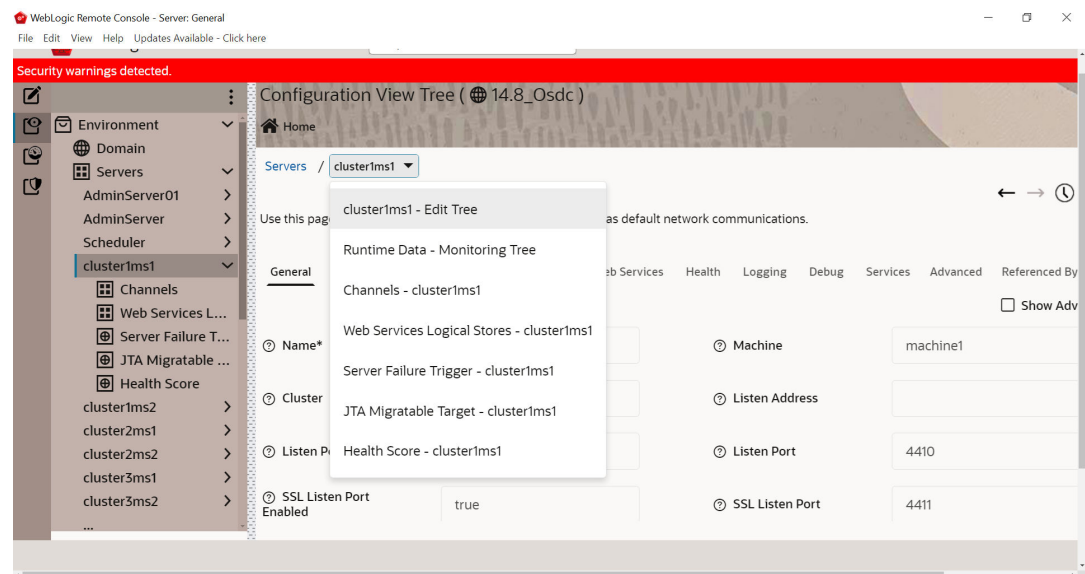 WebLogic Remote Console - Server: General
File Edit View Help Updates Available - Click here
Security warnings detected.
Configuration View Tree ( 14.8_Osdc )
Home
Environment
Domain
Servers
AdminServer01
AdminServer
Scheduler
cluster1ms1
Channels
Web Services L...
Server Failure T...
JTA Migratable ...
Health Score
cluster1ms2
cluster2ms1
cluster2ms2
cluster3ms1
cluster3ms2
...
Servers / cluster1ms1
cluster1ms1 - Edit Tree
Runtime Data - Monitoring Tree
Channels - cluster1ms1
Web Services Logical Stores - cluster1ms1
Server Failure Trigger - cluster1ms1
JTA Migratable Target - cluster1ms1
Health Score - cluster1ms1
Use this pag as default network communications.
General eb Services Health Logging Debug Services Advanced Referenced By
Show Adv
Name* Machine machine1
Cluster Listen Address
Listen P Listen Port 4410
SSL Listen Port
Enabled true SSL Listen Port 4411